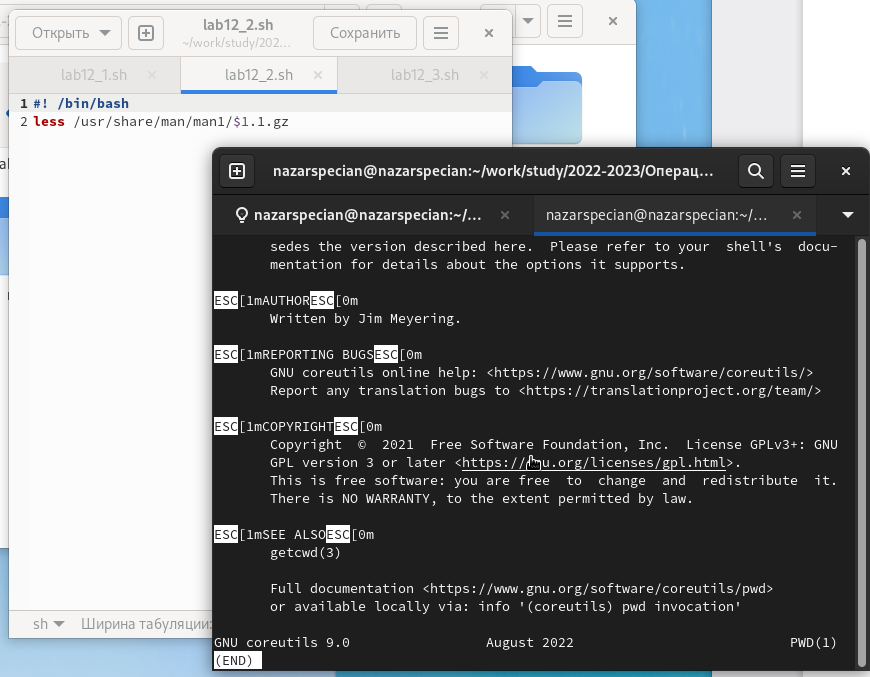 Открыть
lab12_2.sh
~/work/study/202...
Сохранить
lab12_1.sh
lab12_2.sh
lab12_3.sh
1 #! /bin/bash
2 less /usr/share/man/man1/$1.1.gz
sh
Ширина табуляции:
nazarspecian@nazarspecian:~/work/study/2022-2023/Операц...
nazarspecian@nazarspecian:~/...
nazarspecian@nazarspecian:~/...
sedes the version described here.  Please refer to your  shell's  docu-
mentation for details about the options it supports.
ESC[1mAUTHORESC[0m
Written by Jim Meyering.
ESC[1mREPORTING BUGSESC[0m
GNU coreutils online help: <https://www.gnu.org/software/coreutils/>
Report any translation bugs to <https://translationproject.org/team/>
ESC[1mCOPYRIGHTESC[0m
Copyright  ©  2021  Free Software Foundation, Inc.  License GPLv3+: GNU
GPL version 3 or later <https://gnu.org/licenses/gpl.html>.
This is free software: you are free  to  change  and  redistribute  it.
There is NO WARRANTY, to the extent permitted by law.
ESC[1mSEE ALSOESC[0m
getcwd(3)
Full documentation <https://www.gnu.org/software/coreutils/pwd>
or available locally via: info '(coreutils) pwd invocation'
GNU coreutils 9.0                 August 2022                           PWD(1)
(END)